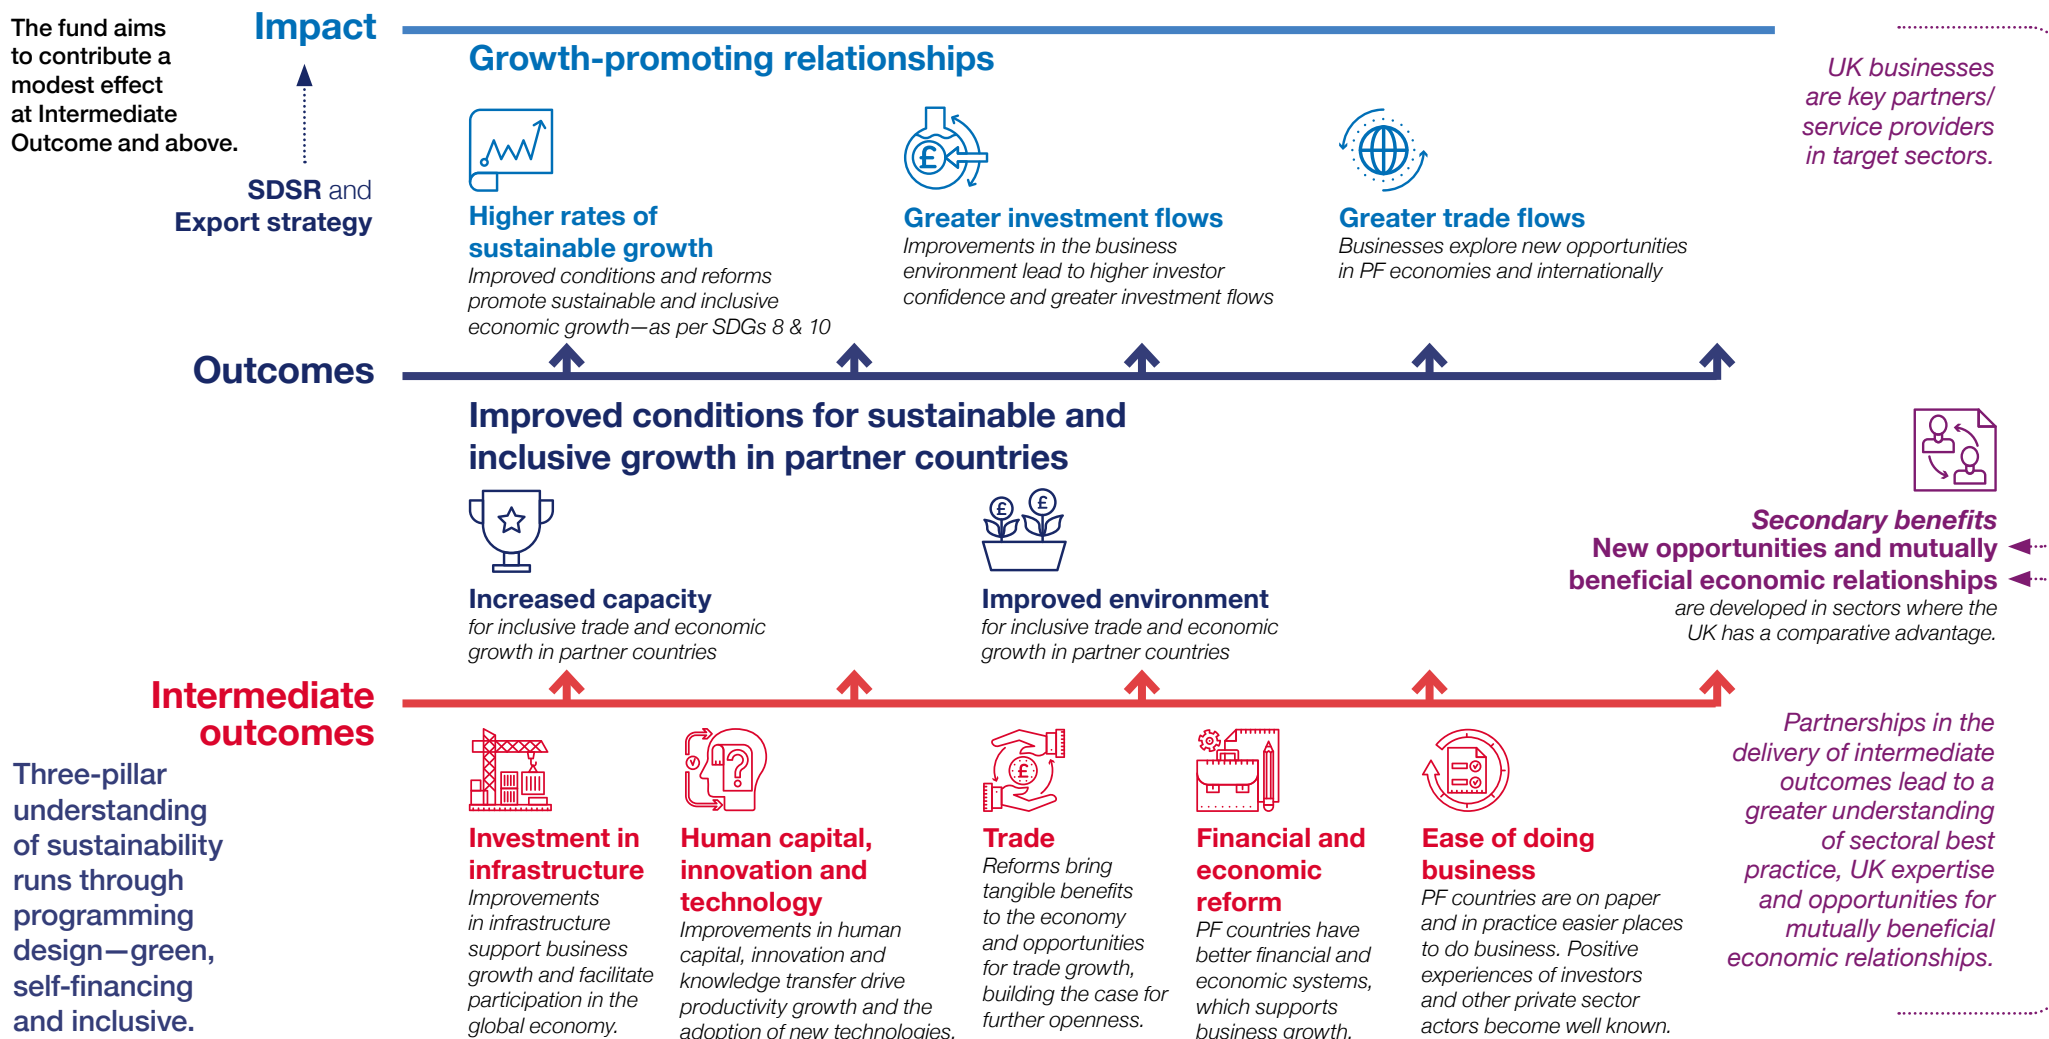 The fund aims
to contribute a
modest effect
at Intermediate
Outcome and above.
Impact
SDSR and
Export strategy
Growth-promoting relationships
Higher rates of
sustainable growth
Improved conditions and reforms
promote sustainable and inclusive
economic growth—as per SDGs 8 & 10
£
Greater investment flows
Improvements in the business
environment lead to higher investor
confidence and greater investment flows
Greater trade flows
Businesses explore new opportunities
in PF economies and internationally
UK businesses
are key partners/
service providers
in target sectors.
Outcomes
Improved conditions for sustainable and
inclusive growth in partner countries
Increased capacity
for inclusive trade and economic
growth in partner countries
£ £
Improved environment
for inclusive trade and economic
growth in partner countries
Secondary benefits
New opportunities and mutually
beneficial economic relationships
are developed in sectors where the
UK has a comparative advantage.
Intermediate
outcomes
Three-pillar
understanding
of sustainability
runs through
programming
design—green,
self-financing
and inclusive.
Investment in
infrastructure
Improvements
in infrastructure
support business
growth and facilitate
participation in the
global economy.
?
Human capital,
innovation and
technology
Improvements in human
capital, innovation and
knowledge transfer drive
productivity growth and the
adoption of new technologies.
£
Trade
Reforms bring
tangible benefits
to the economy
and opportunities
for trade growth,
building the case for
further openness.
Financial and
economic
reform
PF countries have
better financial and
economic systems,
which supports
business growth.
Ease of doing
business
PF countries are on paper
and in practice easier places
to do business. Positive
experiences of investors
and other private sector
actors become well known.
Partnerships in the
delivery of intermediate
outcomes lead to a
greater understanding
of sectoral best
practice, UK expertise
and opportunities for
mutually beneficial
economic relationships.